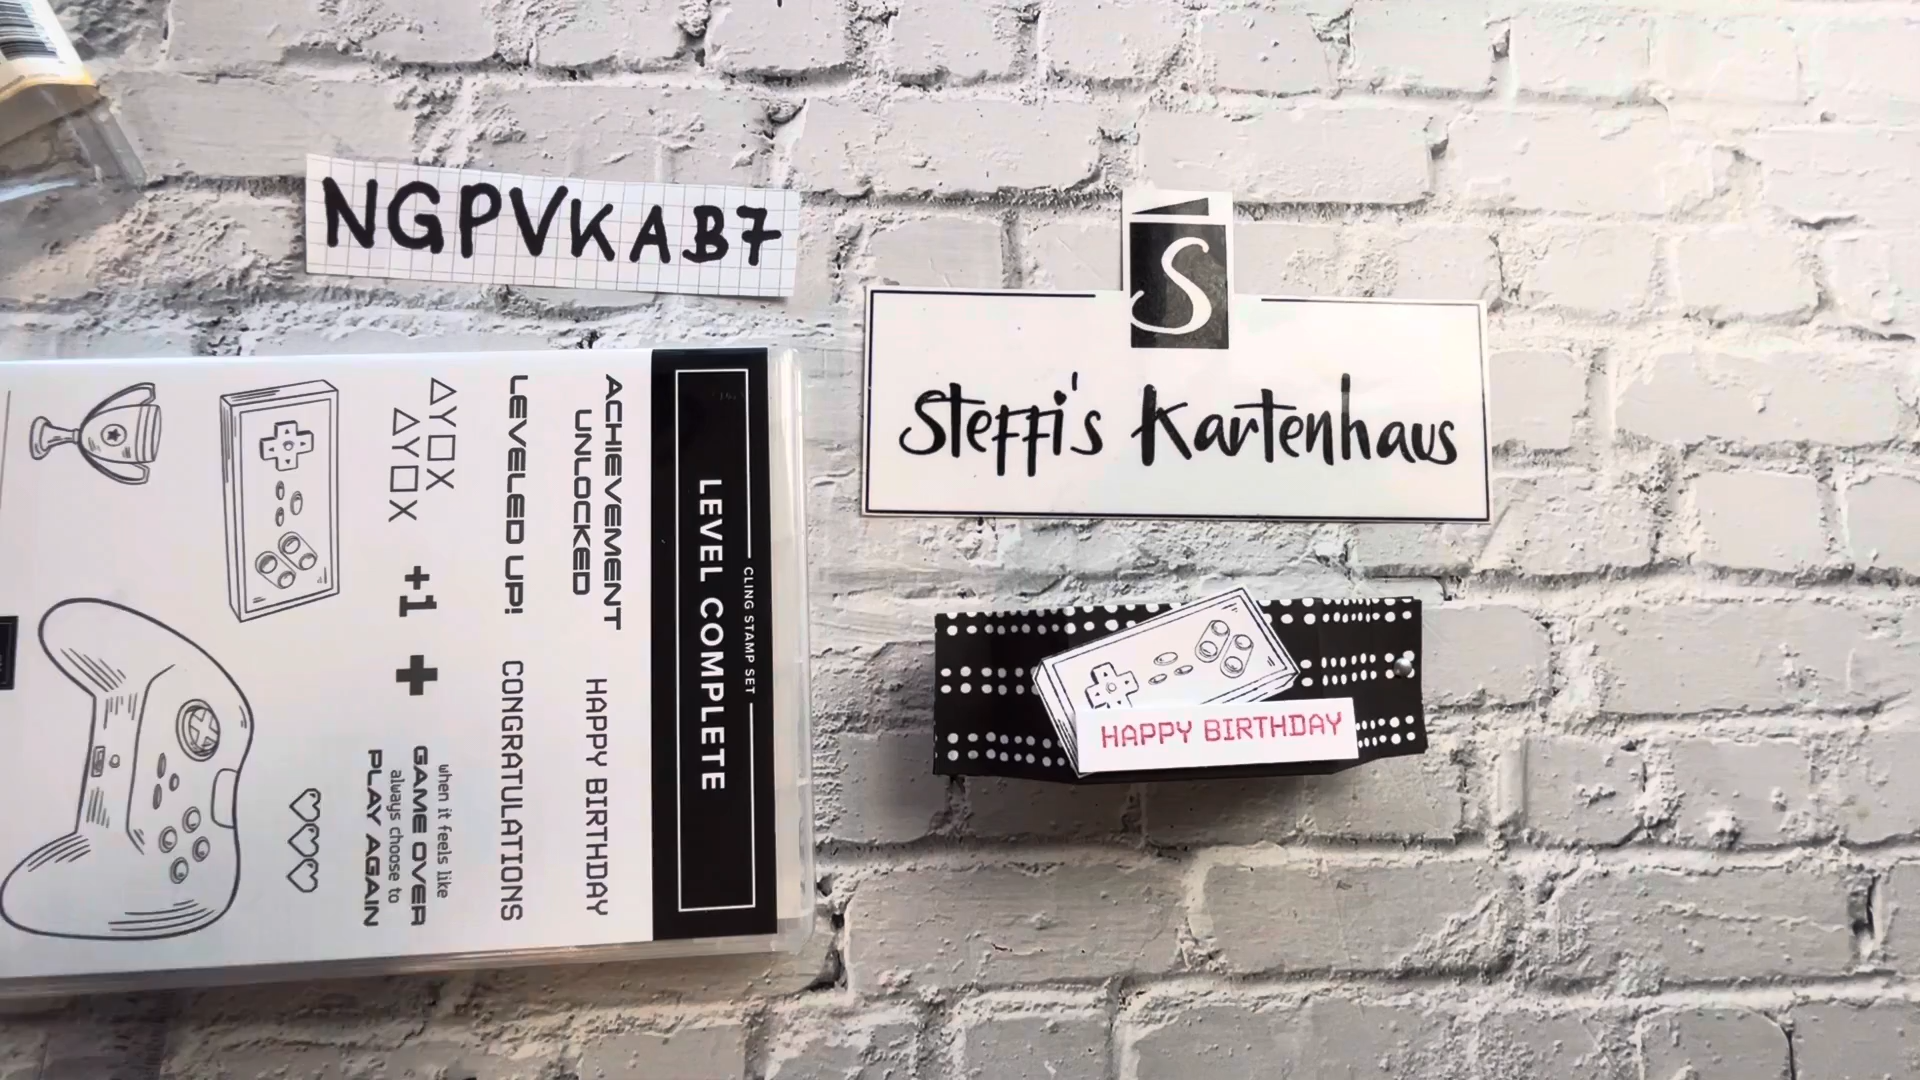 NGPVKAB7
S
Steffi's Kartenhaus
HAPPY BIRTHDAY
CLING STAMP SET
LEVEL COMPLETE
ACHIEVEMENT
UNLOCKED
HAPPY BIRTHDAY
LEVELED UP!
CONGRATULATIONS
△Y□X
△Y□X
+1
+
when it feels like
GAME OVER
always choose to
PLAY AGAIN